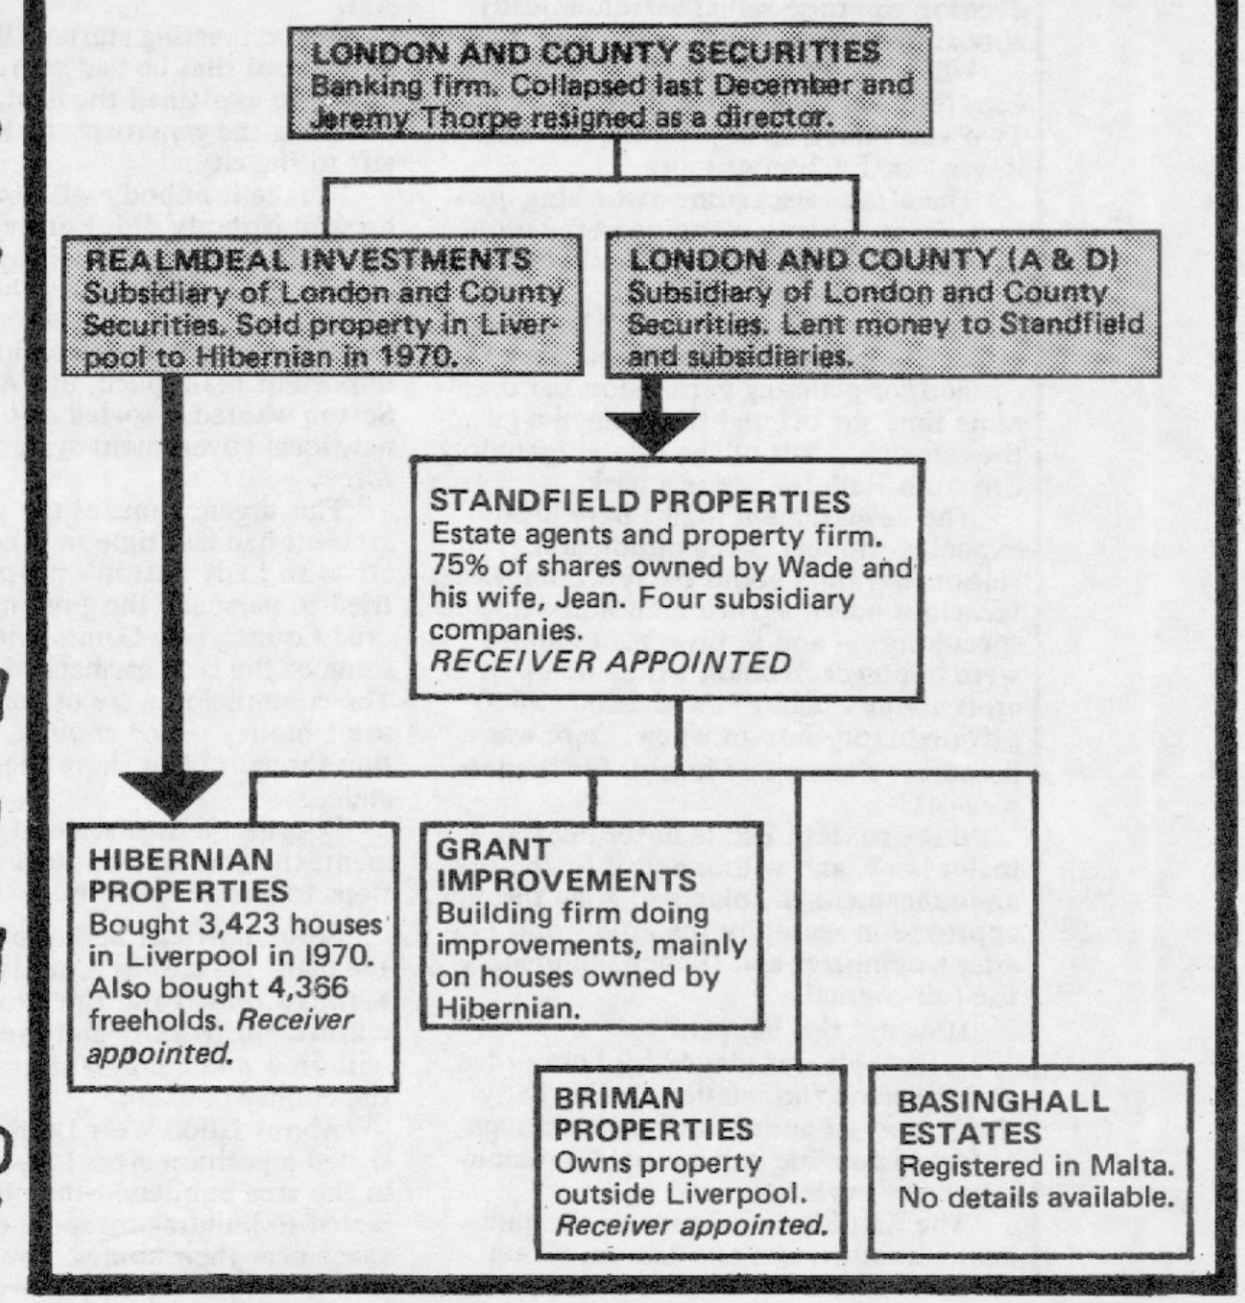 LONDON AND COUNTY SECURITIES
Banking firm. Collapsed last December and
Jeremy Thorpe resigned as a director.
REALMDEAL INVESTMENTS
Subsidiary of London and County
Securities. Sold property in Liver-
pool to Hibernian in 1970.
LONDON AND COUNTY (A & D)
Subsidiary of London and County
Securities. Lent money to Standfield
and subsidiaries.
STANDFIELD PROPERTIES
Estate agents and property firm.
75% of shares owned by Wade and
his wife, Jean. Four subsidiary
companies.
RECEIVER APPOINTED
HIBERNIAN
PROPERTIES
Bought 3,423 houses
in Liverpool in 1970.
Also bought 4,366
freeholds. Receiver
appointed.
GRANT
IMPROVEMENTS
Building firm doing
improvements, mainly
on houses owned by
Hibernian.
BRIMAN
PROPERTIES
Owns property
outside Liverpool.
Receiver appointed.
BASINGHALL
ESTATES
Registered in Malta.
No details available.